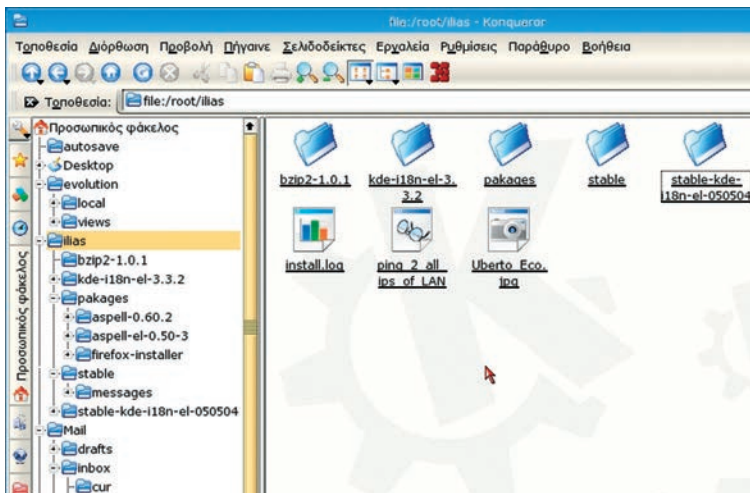 file:/root/ilias - Konqueror
Τοποθεσία Διόρθωση Προβολή Πήγαινε Σελιδοδείκτες Εργαλεία Ρυθμίσεις Παράθυρο Βοήθεια
Τοποθεσία: file:/root/ilias
Προσωπικός φάκελος
autosave
Desktop
evolution
local
views
ilias
bzip2-1.0.1
kde-i18n-el-3.3.2
pakages
aspell-0.60.2
aspell-el-0.50-3
firefox-installer
stable
messages
stable-kde-i18n-el-050504
Mail
drafts
inbox
cur
Προσωπικός φάκελος
bzip2-1.0.1
kde-i18n-el-3.
3.2
pakages
stable
stable-kde-
i18n-el-050504
install.log
ping_2_all_
ips_of_LAN
Uberto_Eco.
jpg